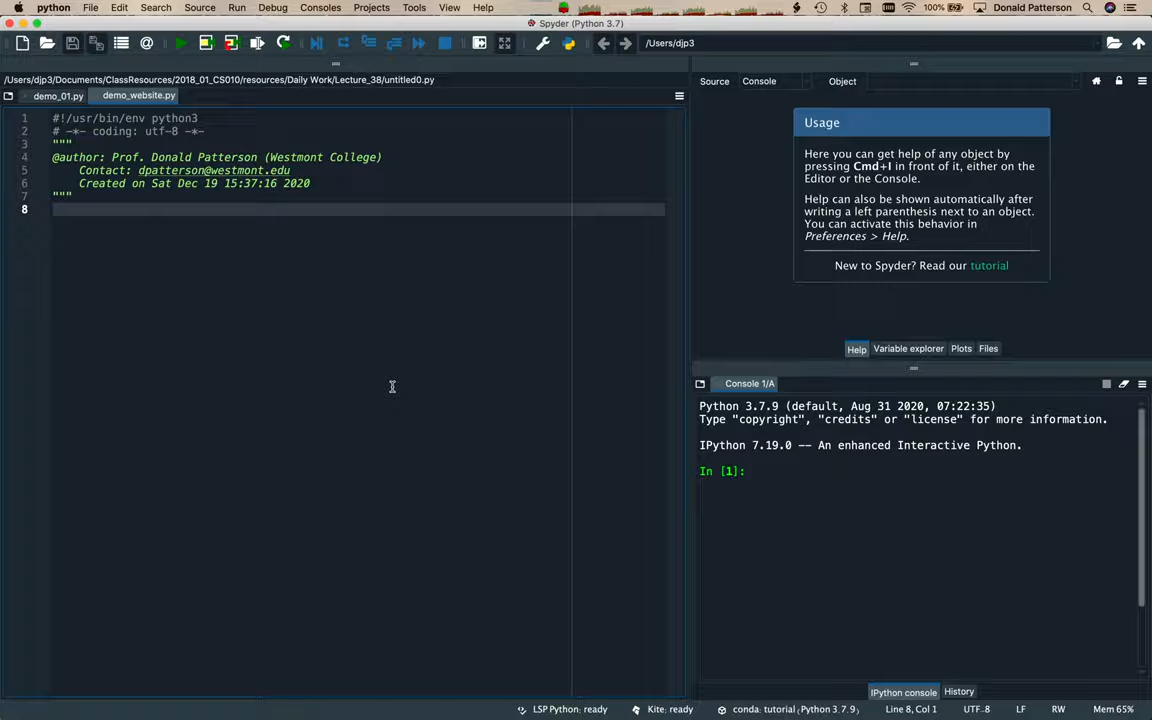 python File Edit Search Source Run Debug Consoles Projects Tools View Help 100% Donald Patterson
Spyder (Python 3.7)
/Users/djp3
/Users/djp3/Documents/ClassResources/2018_01_CS010/resources/Daily Work/Lecture_38/untitled0.py
demo_01.py demo_website.py
1 #!/usr/bin/env python3
2 # -*- coding: utf-8 -*-
3 """
4 @author: Prof. Donald Patterson (Westmont College)
5 Contact: dpatterson@westmont.edu
6 Created on Sat Dec 19 15:37:16 2020
7 """
8
Source Console Object
Usage
Here you can get help of any object by
pressing Cmd+I in front of it, either on the
Editor or the Console.
Help can also be shown automatically after
writing a left parenthesis next to an object.
You can activate this behavior in
Preferences > Help.
New to Spyder? Read our tutorial
Help Variable explorer Plots Files
Console 1/A
Python 3.7.9 (default, Aug 31 2020, 07:22:35)
Type "copyright", "credits" or "license" for more information.
IPython 7.19.0 -- An enhanced Interactive Python.
In [1]:
IPython console History
LSP Python: ready Kite: ready conda: tutorial (Python 3.7.9) Line 8, Col 1 UTF-8 LF RW Mem 65%